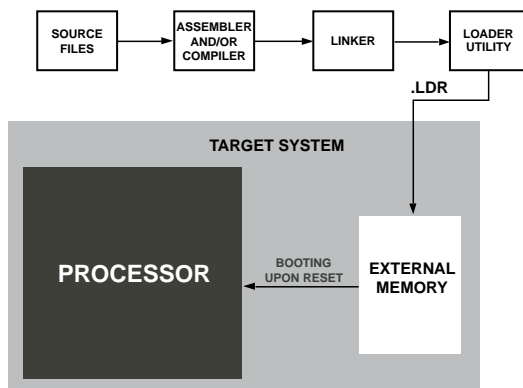 SOURCE
FILES
ASSEMBLER
AND/OR
COMPILER
LINKER
LOADER
UTILITY
.LDR
TARGET SYSTEM
PROCESSOR
BOOTING
UPON RESET
EXTERNAL
MEMORY